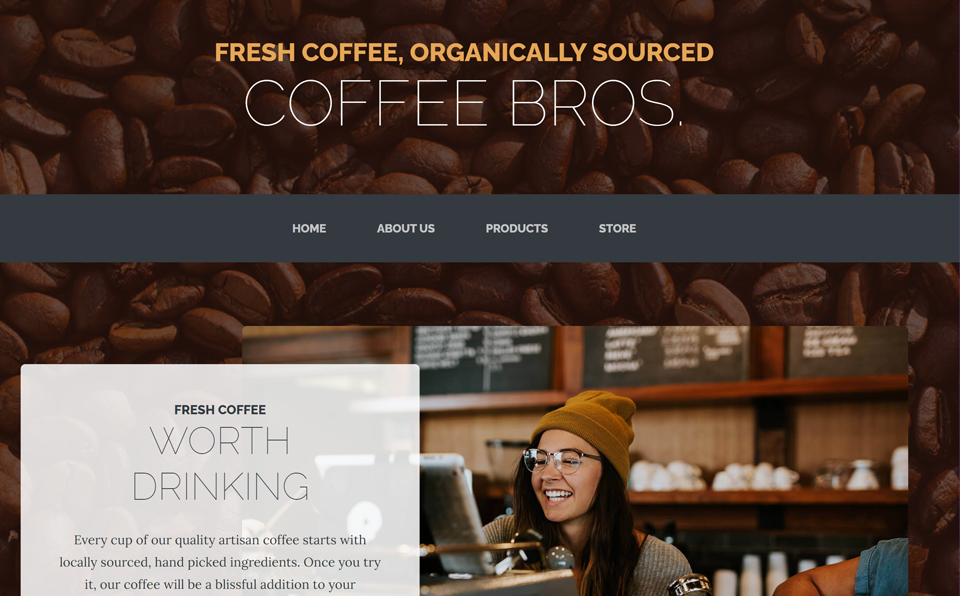 FRESH COFFEE, ORGANICALLY SOURCED
COFFEE BROS.
HOME ABOUT US PRODUCTS STORE
FRESH COFFEE
WORTH
DRINKING
Every cup of our quality artisan coffee starts with
locally sourced, hand picked ingredients. Once you try
it, our coffee will be a blissful addition to your